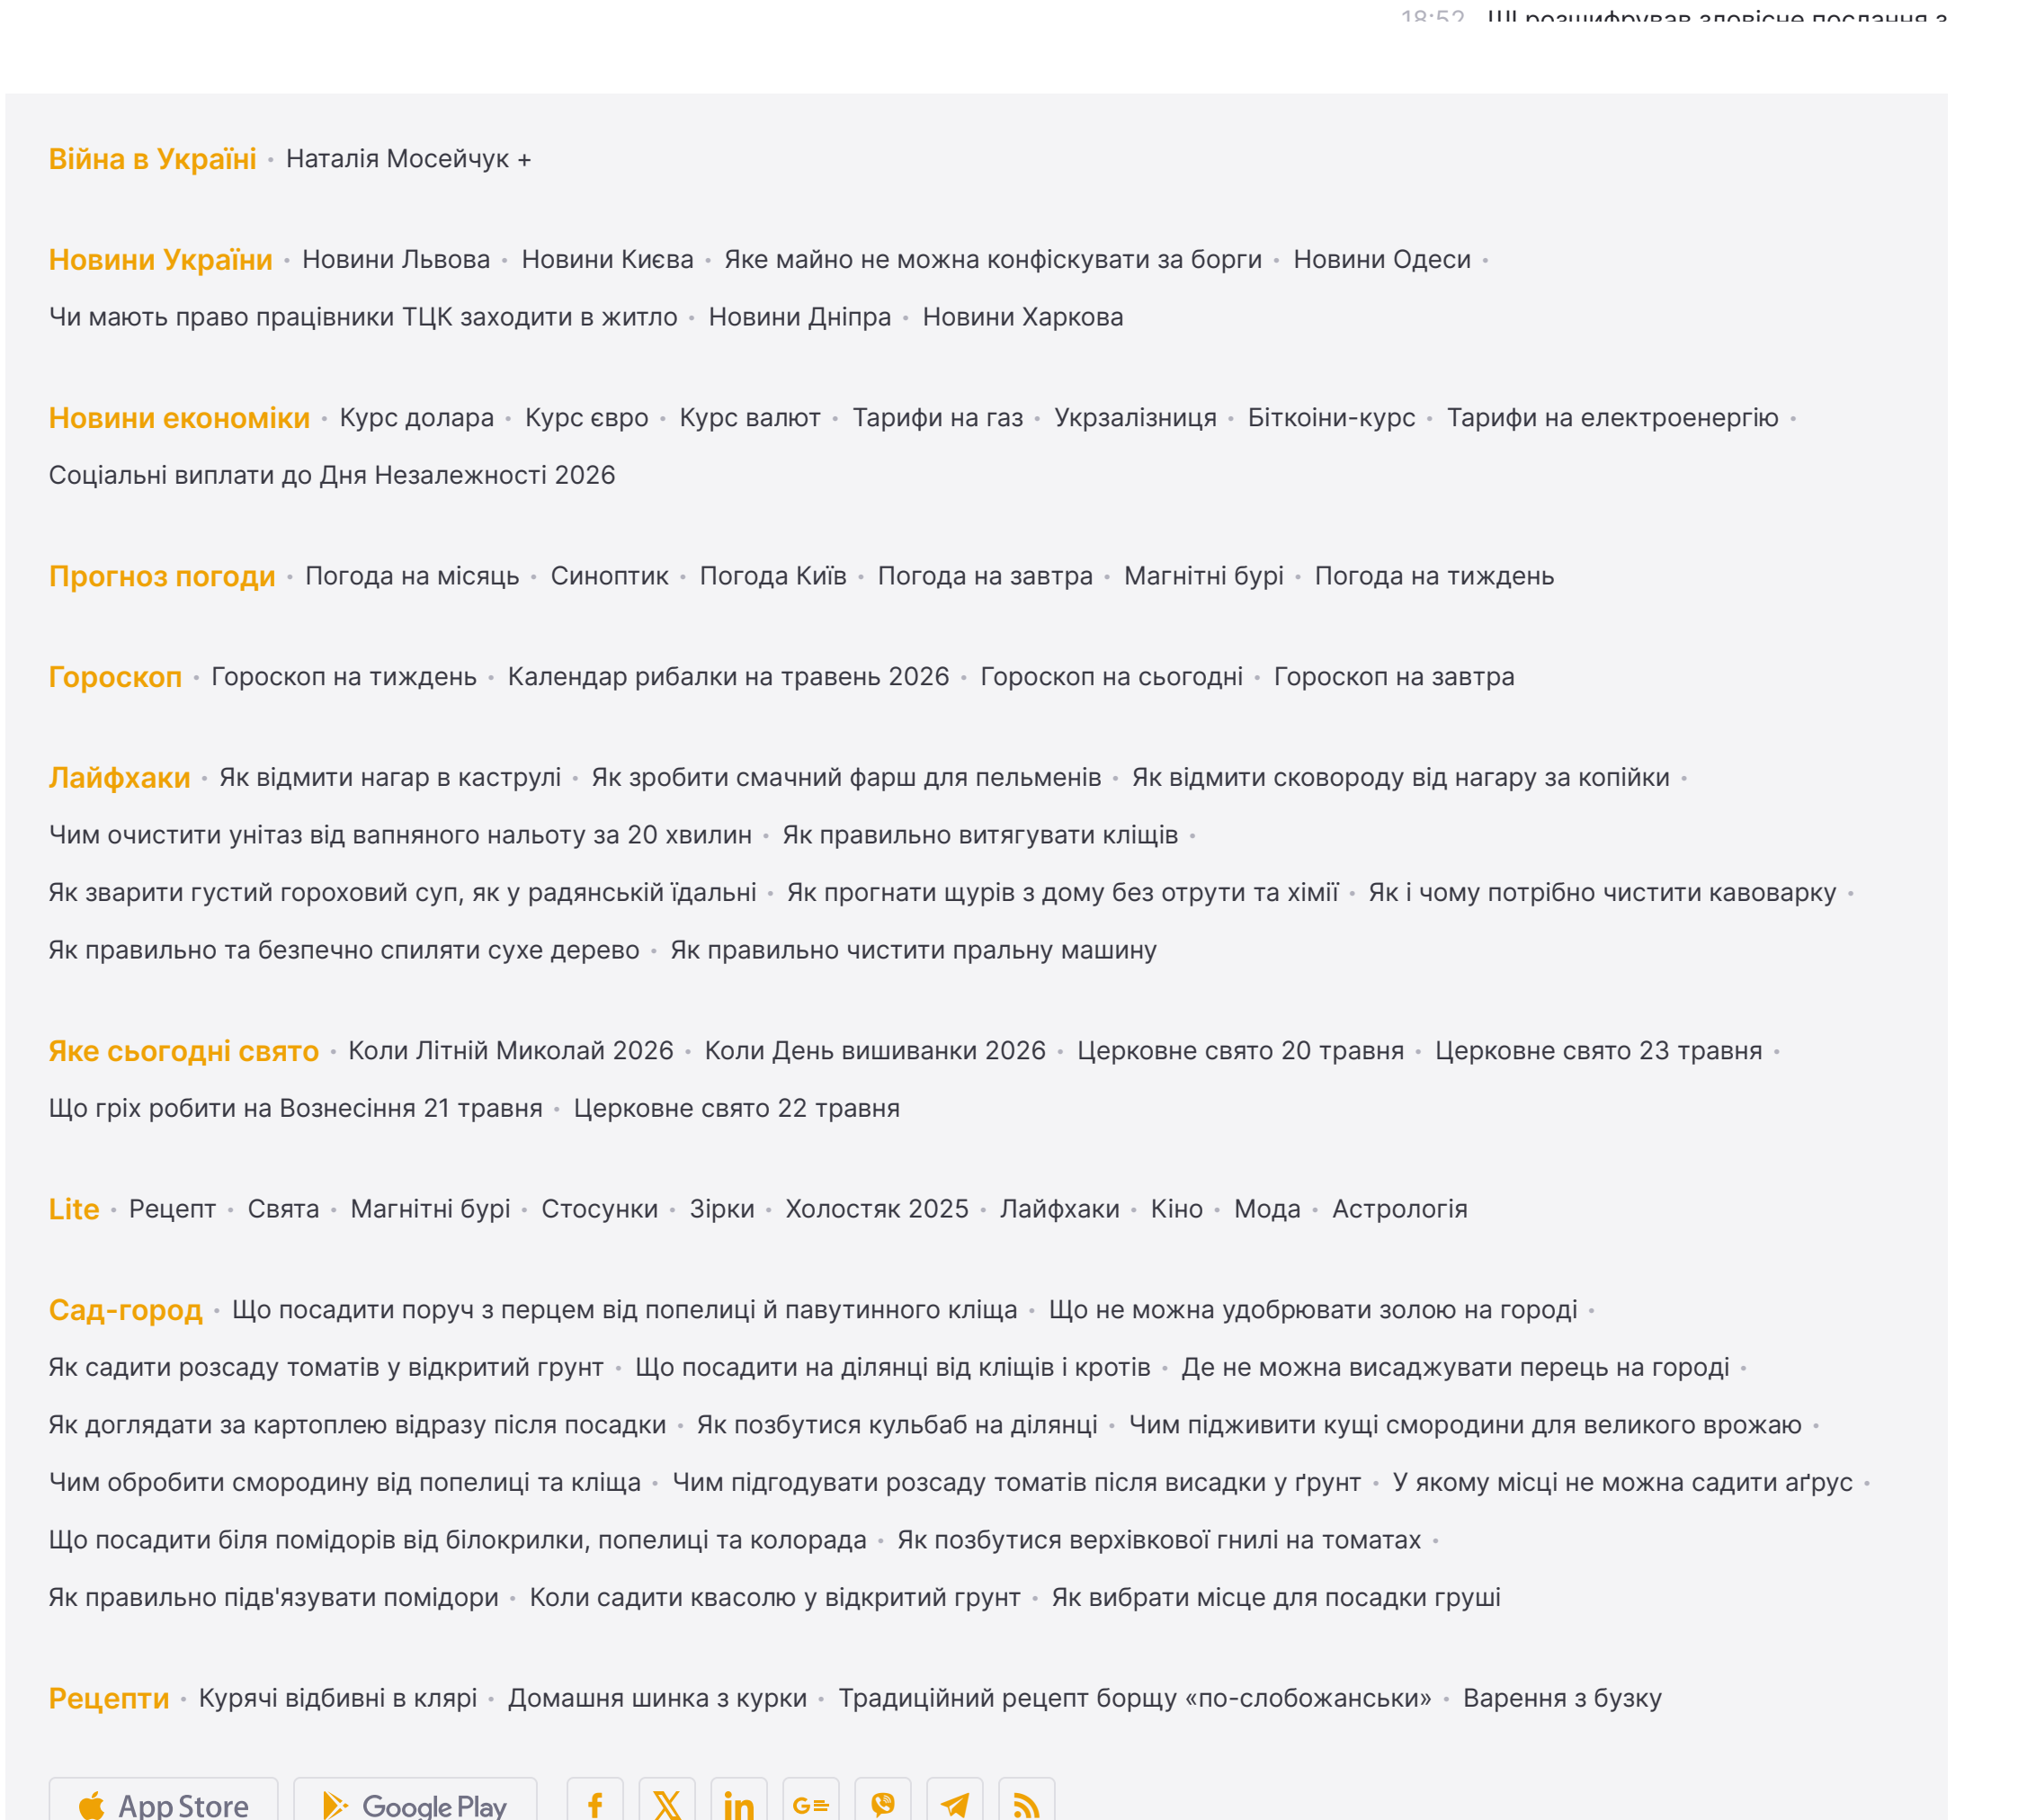 18:52 ШІ розшифрував зловісне послання з
Війна в Україні • Наталія Мосейчук +
Новини України • Новини Львова • Новини Києва • Яке майно не можна конфіскувати за борги • Новини Одеси •
Чи мають право працівники ТЦК заходити в житло • Новини Дніпра • Новини Харкова
Новини економіки • Курс долара • Курс євро • Курс валют • Тарифи на газ • Укрзалізниця • Біткоіни-курс • Тарифи на електроенергію •
Соціальні виплати до Дня Незалежності 2026
Прогноз погоди • Погода на місяць • Синоптик • Погода Київ • Погода на завтра • Магнітні бурі • Погода на тиждень
Гороскоп • Гороскоп на тиждень • Календар рибалки на травень 2026 • Гороскоп на сьогодні • Гороскоп на завтра
Лайфхаки • Як відмити нагар в каструлі • Як зробити смачний фарш для пельменів • Як відмити сковороду від нагару за копійки •
Чим очистити унітаз від вапняного нальоту за 20 хвилин • Як правильно витягувати кліщів •
Як зварити густий гороховий суп, як у радянській їдальні • Як прогнати щурів з дому без отрути та хімії • Як і чому потрібно чистити кавоварку •
Як правильно та безпечно спиляти сухе дерево • Як правильно чистити пральну машину
Яке сьогодні свято • Коли Літній Миколай 2026 • Коли День вишиванки 2026 • Церковне свято 20 травня • Церковне свято 23 травня •
Що гріх робити на Вознесіння 21 травня • Церковне свято 22 травня
Lite • Рецепт • Свята • Магнітні бурі • Стосунки • Зірки • Холостяк 2025 • Лайфхаки • Кіно • Мода • Астрологія
Сад-город • Що посадити поруч з перцем від попелиці й павутинного кліща • Що не можна удобрювати золою на городі •
Як садити розсаду томатів у відкритий грунт • Що посадити на ділянці від кліщів і кротів • Де не можна висаджувати перець на городі •
Як доглядати за картоплею відразу після посадки • Як позбутися кульбаб на ділянці • Чим підживити кущі смородини для великого врожаю •
Чим обробити смородину від попелиці та кліща • Чим підгодувати розсаду томатів після висадки у ґрунт • У якому місці не можна садити аґрус •
Що посадити біля помідорів від білокрилки, попелиці та колорада • Як позбутися верхівкової гнилі на томатах •
Як правильно підв'язувати помідори • Коли садити квасолю у відкритий грунт • Як вибрати місце для посадки груші
Рецепти • Курячі відбивні в клярі • Домашня шинка з курки • Традиційний рецепт борщу «по-слобожанськи» • Варення з бузку
App Store Google Play